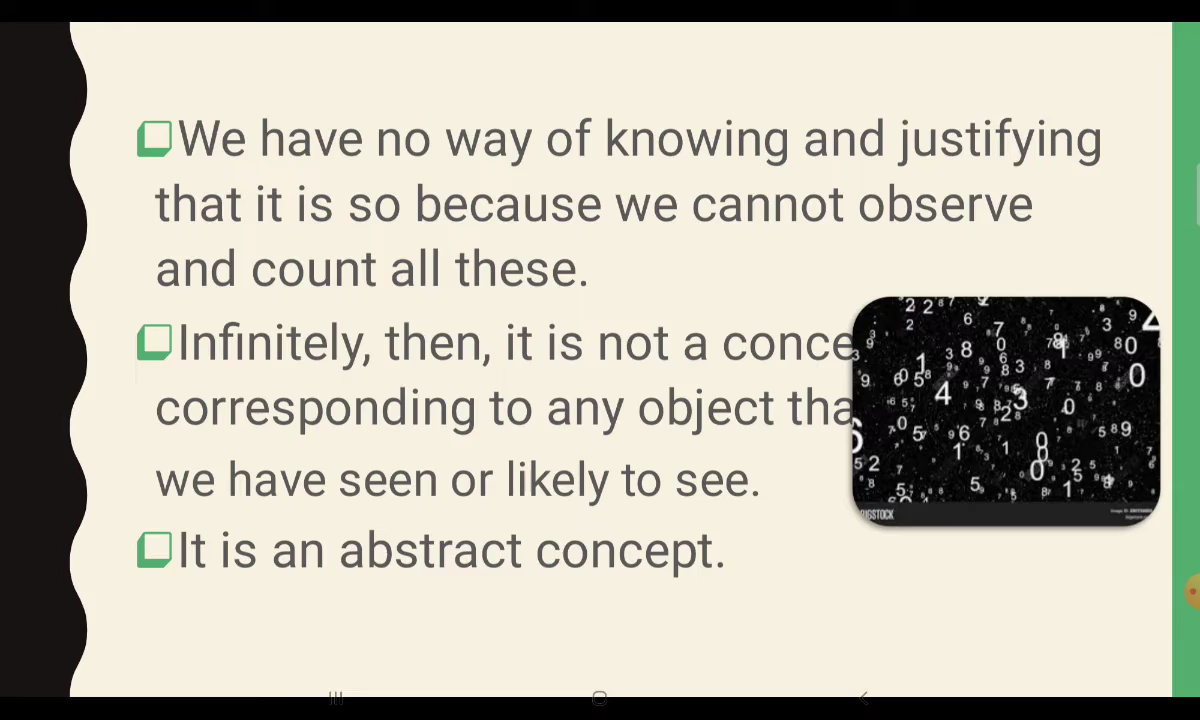 We have no way of knowing and justifying
that it is so because we cannot observe
and count all these.
Infinitely, then, it is not a conce
corresponding to any object tha
we have seen or likely to see.
It is an abstract concept.